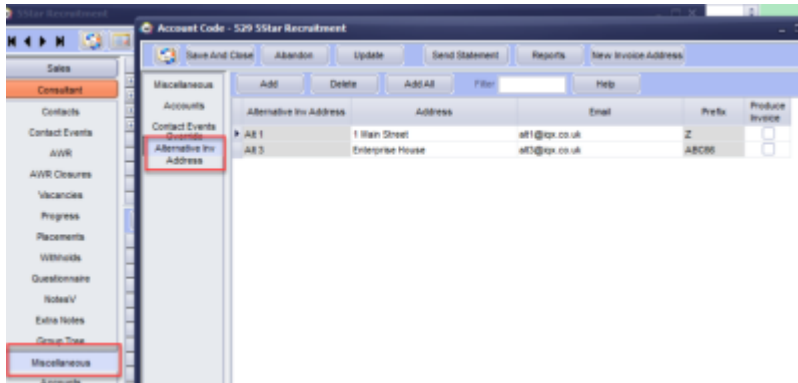 5Star Recruitment
Account Code - 529 5Star Recruitment
Save And Close Abandon Update Send Statement Reports New Invoice Address
Sales
Consultant
Contacts
Contact Events
AWR
AWR Closures
Vacancies
Progress
Placements
Withholds
Questionnaire
NotesV
Extra Notes
Group Tree
Miscellaneous
Accounts
Miscellaneous
Accounts
Contact Events
Override
Alternative Inv
Address
Add Delete Add All Filter Help
Alternative Inv Address Address Email Prefix Produce Invoice
Alt 1 1 Main Street alt1@iqx.co.uk Z
Alt 3 Enterprise House alt3@iqx.co.uk ABC86